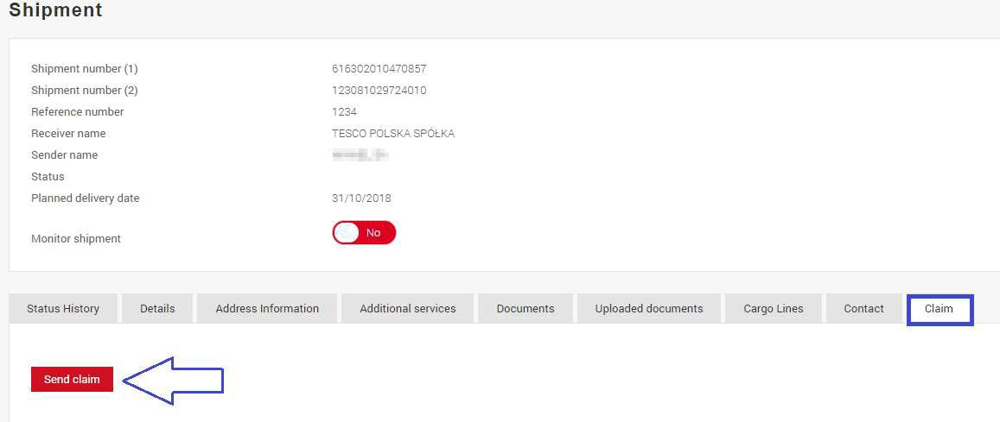 Shipment
Shipment number (1) 616302010470857
Shipment number (2) 123081029724010
Reference number 1234
Receiver name TESCO POLSKA SPÓŁKA
Sender name
Status
Planned delivery date 31/10/2018
Monitor shipment No
Status History Details Address Information Additional services Documents Uploaded documents Cargo Lines Contact Claim
Send claim